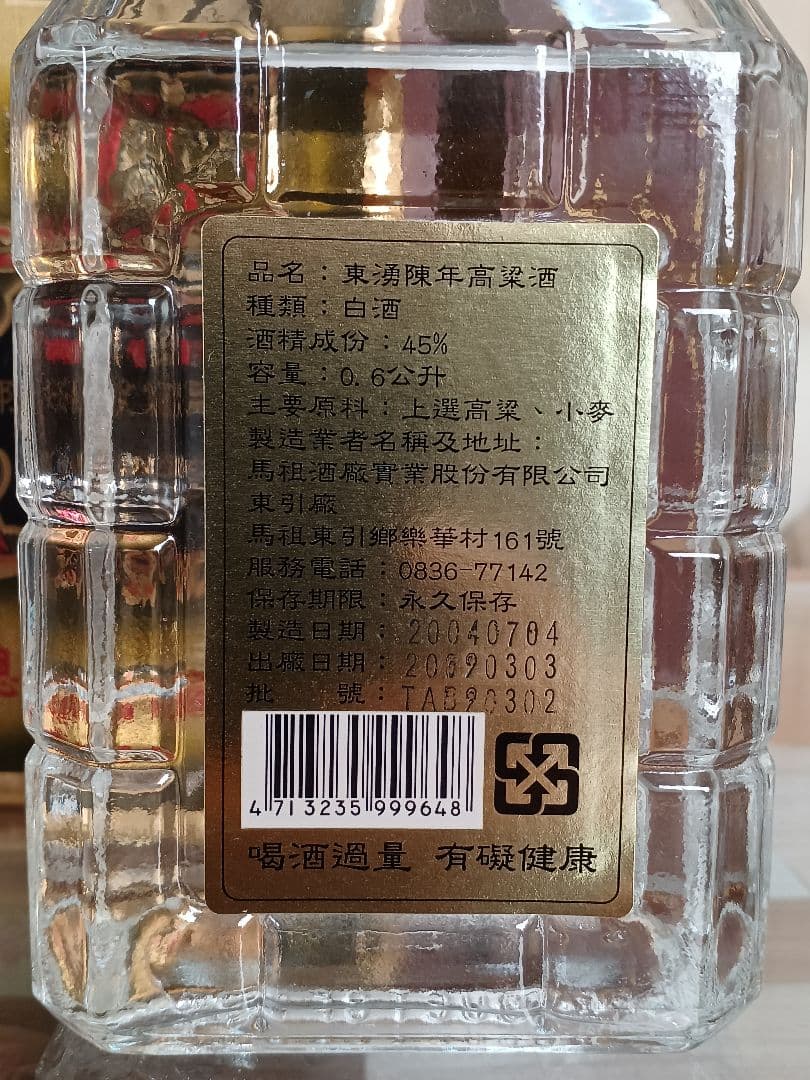 品名：東湧陳年高粱酒
種類：白酒
酒精成份：45%
容量：0.6公升
主要原料：上選高粱、小麥
製造業者名稱及地址：
馬祖酒廠實業股份有限公司
東引廠
馬祖東引鄉樂華村161號
服務電話：0836-77142
保存期限：永久保存
製造日期：20040704
出廠日期：20090303
批　　號：TAB90302
4 713235 999648
喝酒過量 有礙健康